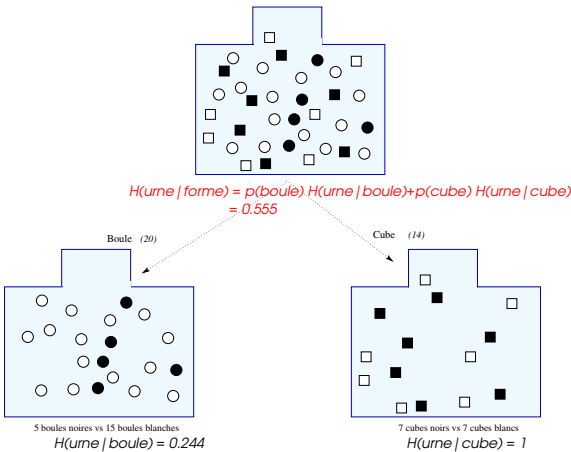 H(urne | forme) = p(boule) H(urne | boule)+p(cube) H(urne | cube)
= 0.555
Boule (20)
Cube (14)
5 boules noires vs 15 boules blanches
H(urne | boule) = 0.244
7 cubes noirs vs 7 cubes blancs
H(urne | cube) = 1